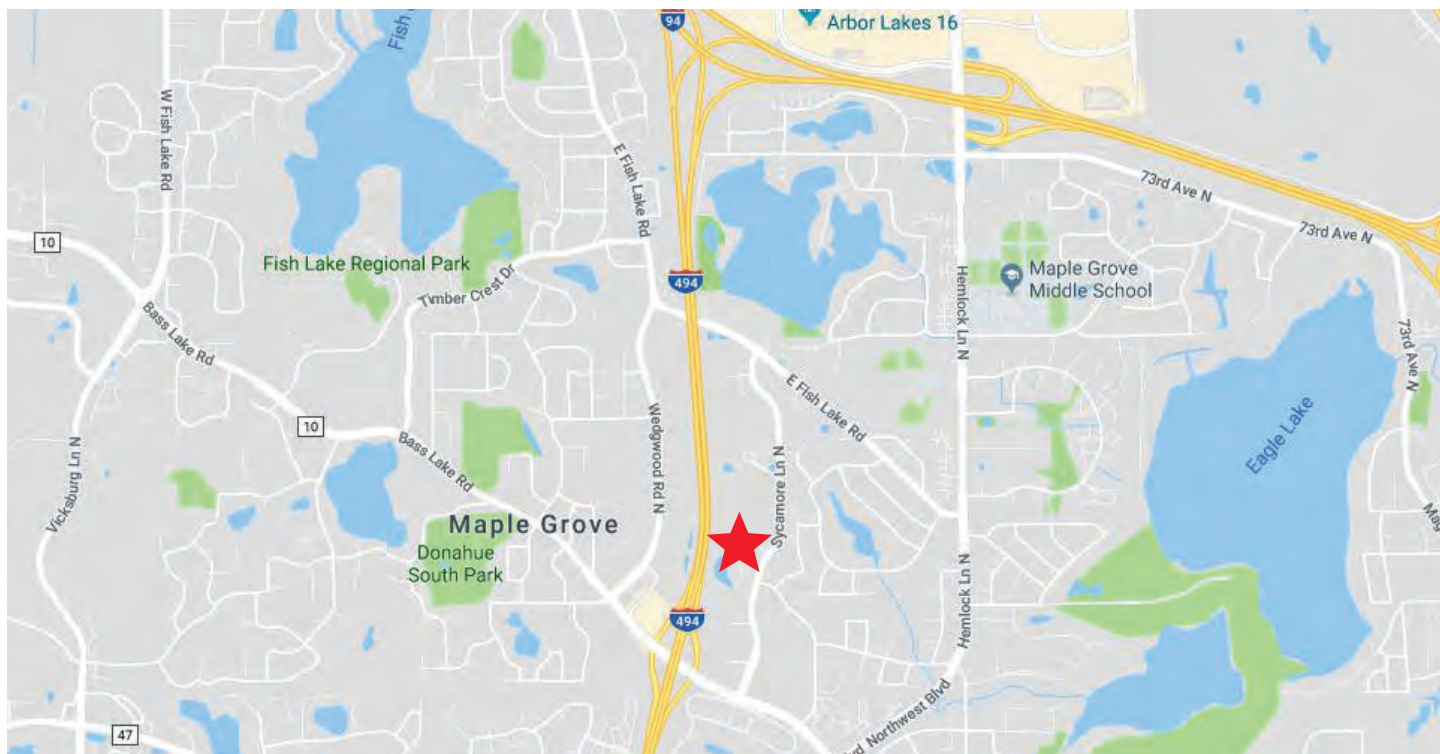 94
Arbor Lakes 16
Fish
W Fish Lake Rd
E Fish Lake Rd
73rd Ave N
73rd Ave N
10
Fish Lake Regional Park
494
Maple Grove
Middle School
Timber Crest Dr
Hemlock Ln N
Bass Lake Rd
73rd Ave N
E Fish Lake Rd
10
Wedgwood Rd N
Bass Lake Rd
Eagle Lake
Vicksburg Ln N
Sycamore Ln N
Maple Grove
Donahue
South Park
Hemlock Ln N
494
Northwest Blvd
47